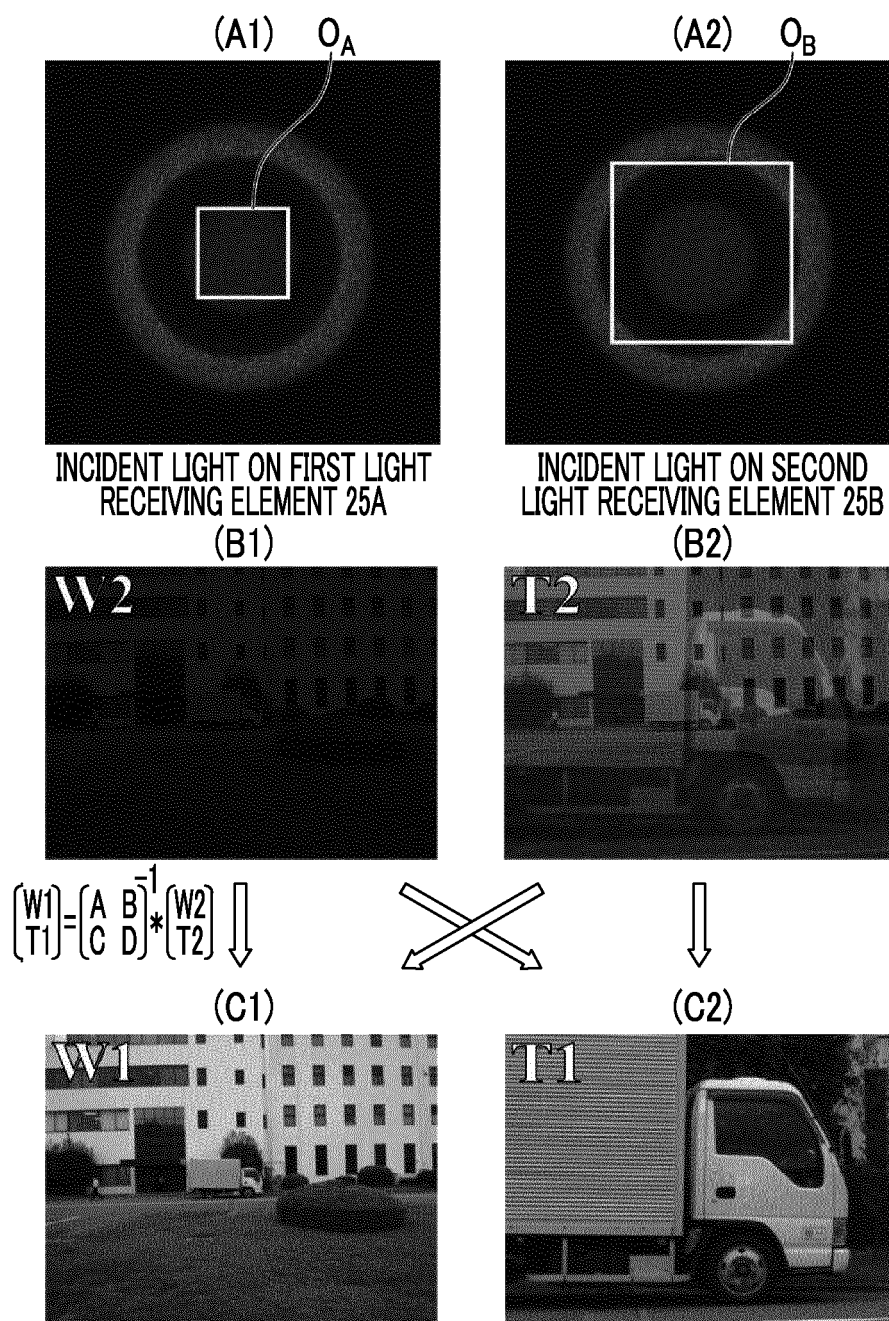 (A1) O_A
(A2) O_B
INCIDENT LIGHT ON FIRST LIGHT
RECEIVING ELEMENT 25A
INCIDENT LIGHT ON SECOND
LIGHT RECEIVING ELEMENT 25B
(B1)
(B2)
W2
T2
(W1 T1) = (A B C D)^-1 * (W2 T2)
(C1)
(C2)
W1
T1